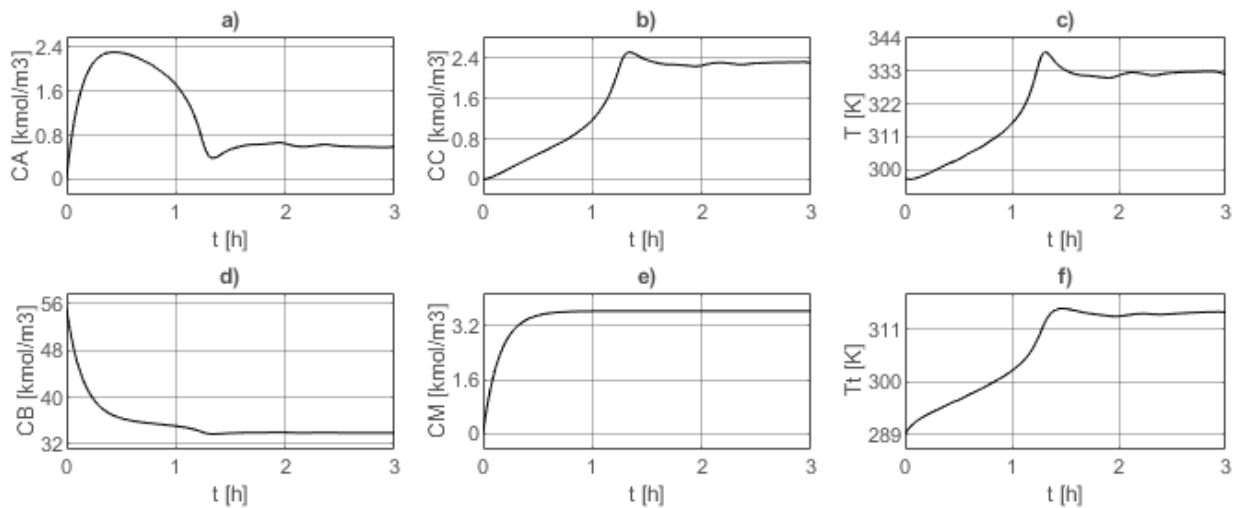 a)
CA [kmol/m3]
2.4
1.6
0.8
0
0 1 2 3
t [h]
b)
CC [kmol/m3]
2.4
1.6
0.8
0
0 1 2 3
t [h]
c)
T [K]
344
333
322
311
300
0 1 2 3
t [h]
d)
CB [kmol/m3]
56
48
40
32
0 1 2 3
t [h]
e)
CM [kmol/m3]
3.2
1.6
0
0 1 2 3
t [h]
f)
Tt [K]
311
300
289
0 1 2 3
t [h]